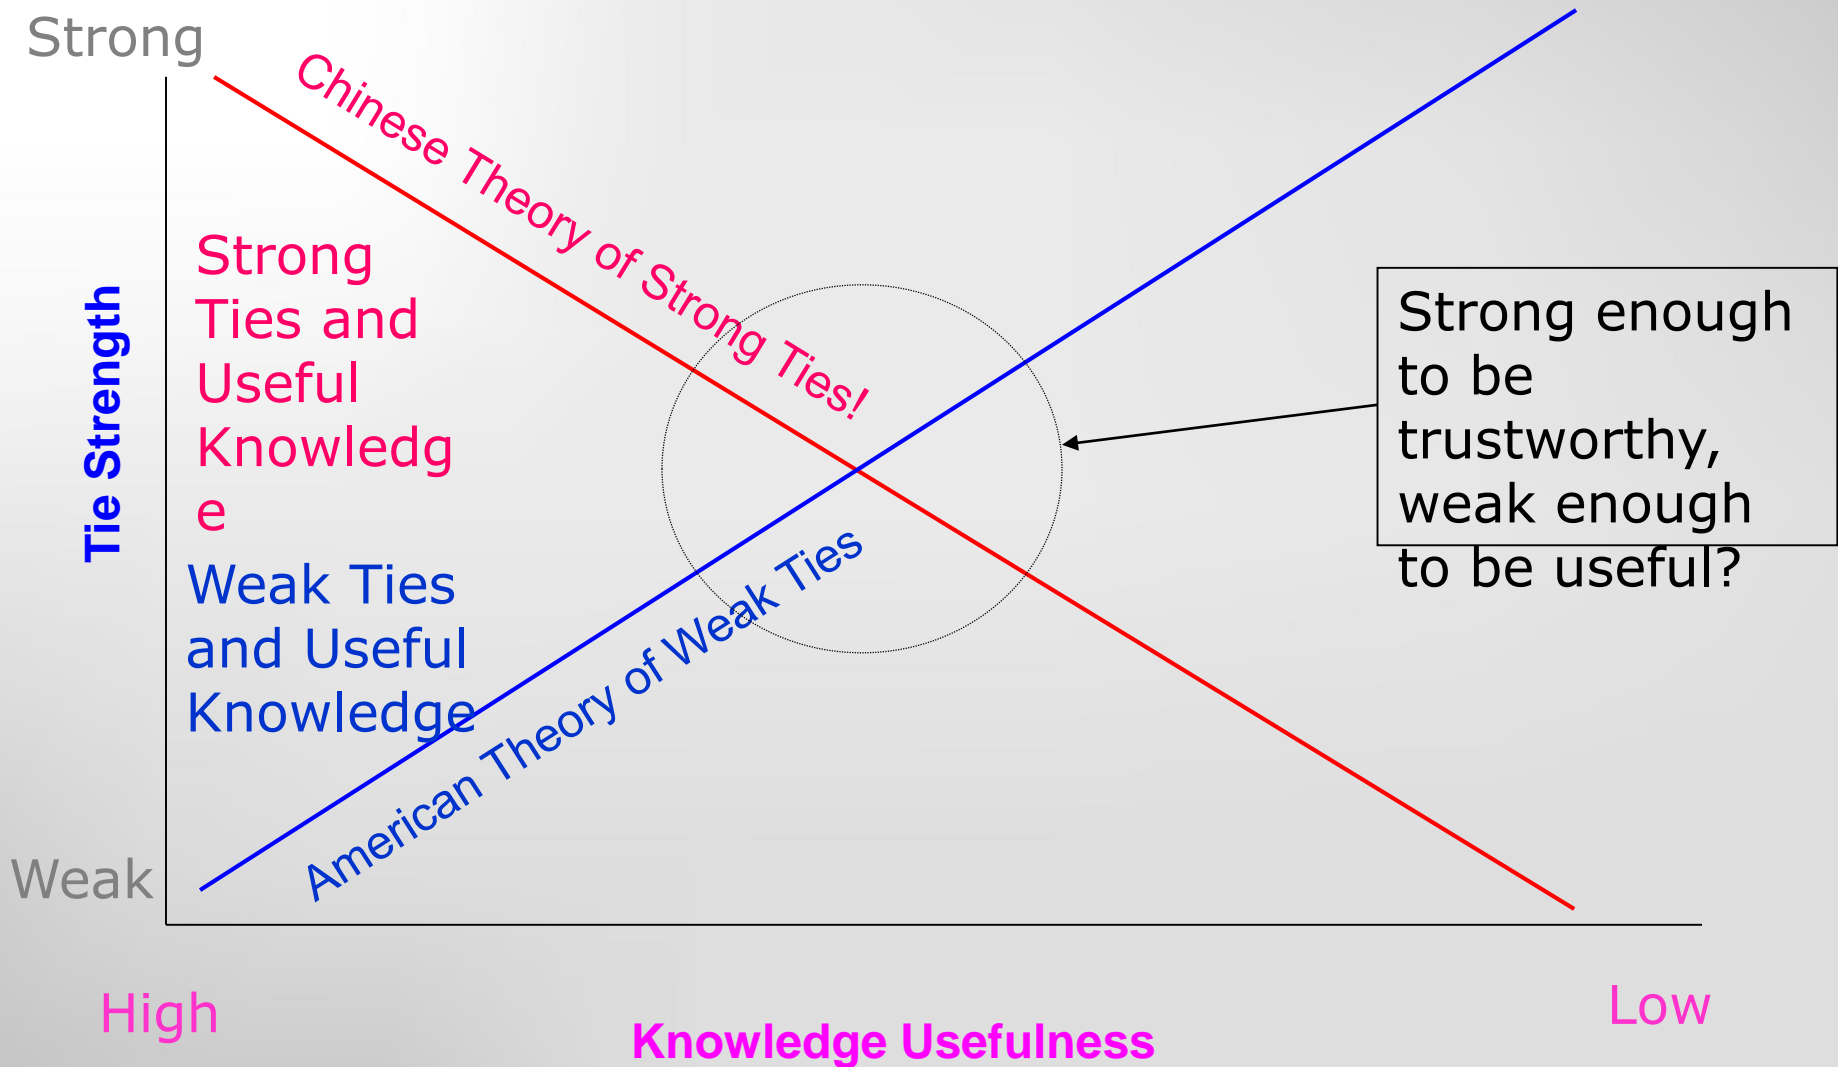 Strong
Chinese Theory of Strong Ties!
Strong
Ties and
Useful
Knowledg
e
Tie Strength
Strong enough
to be
trustworthy,
weak enough
to be useful?
Weak Ties
and Useful
Knowledge
American Theory of Weak Ties
Weak
High
Low
Knowledge Usefulness